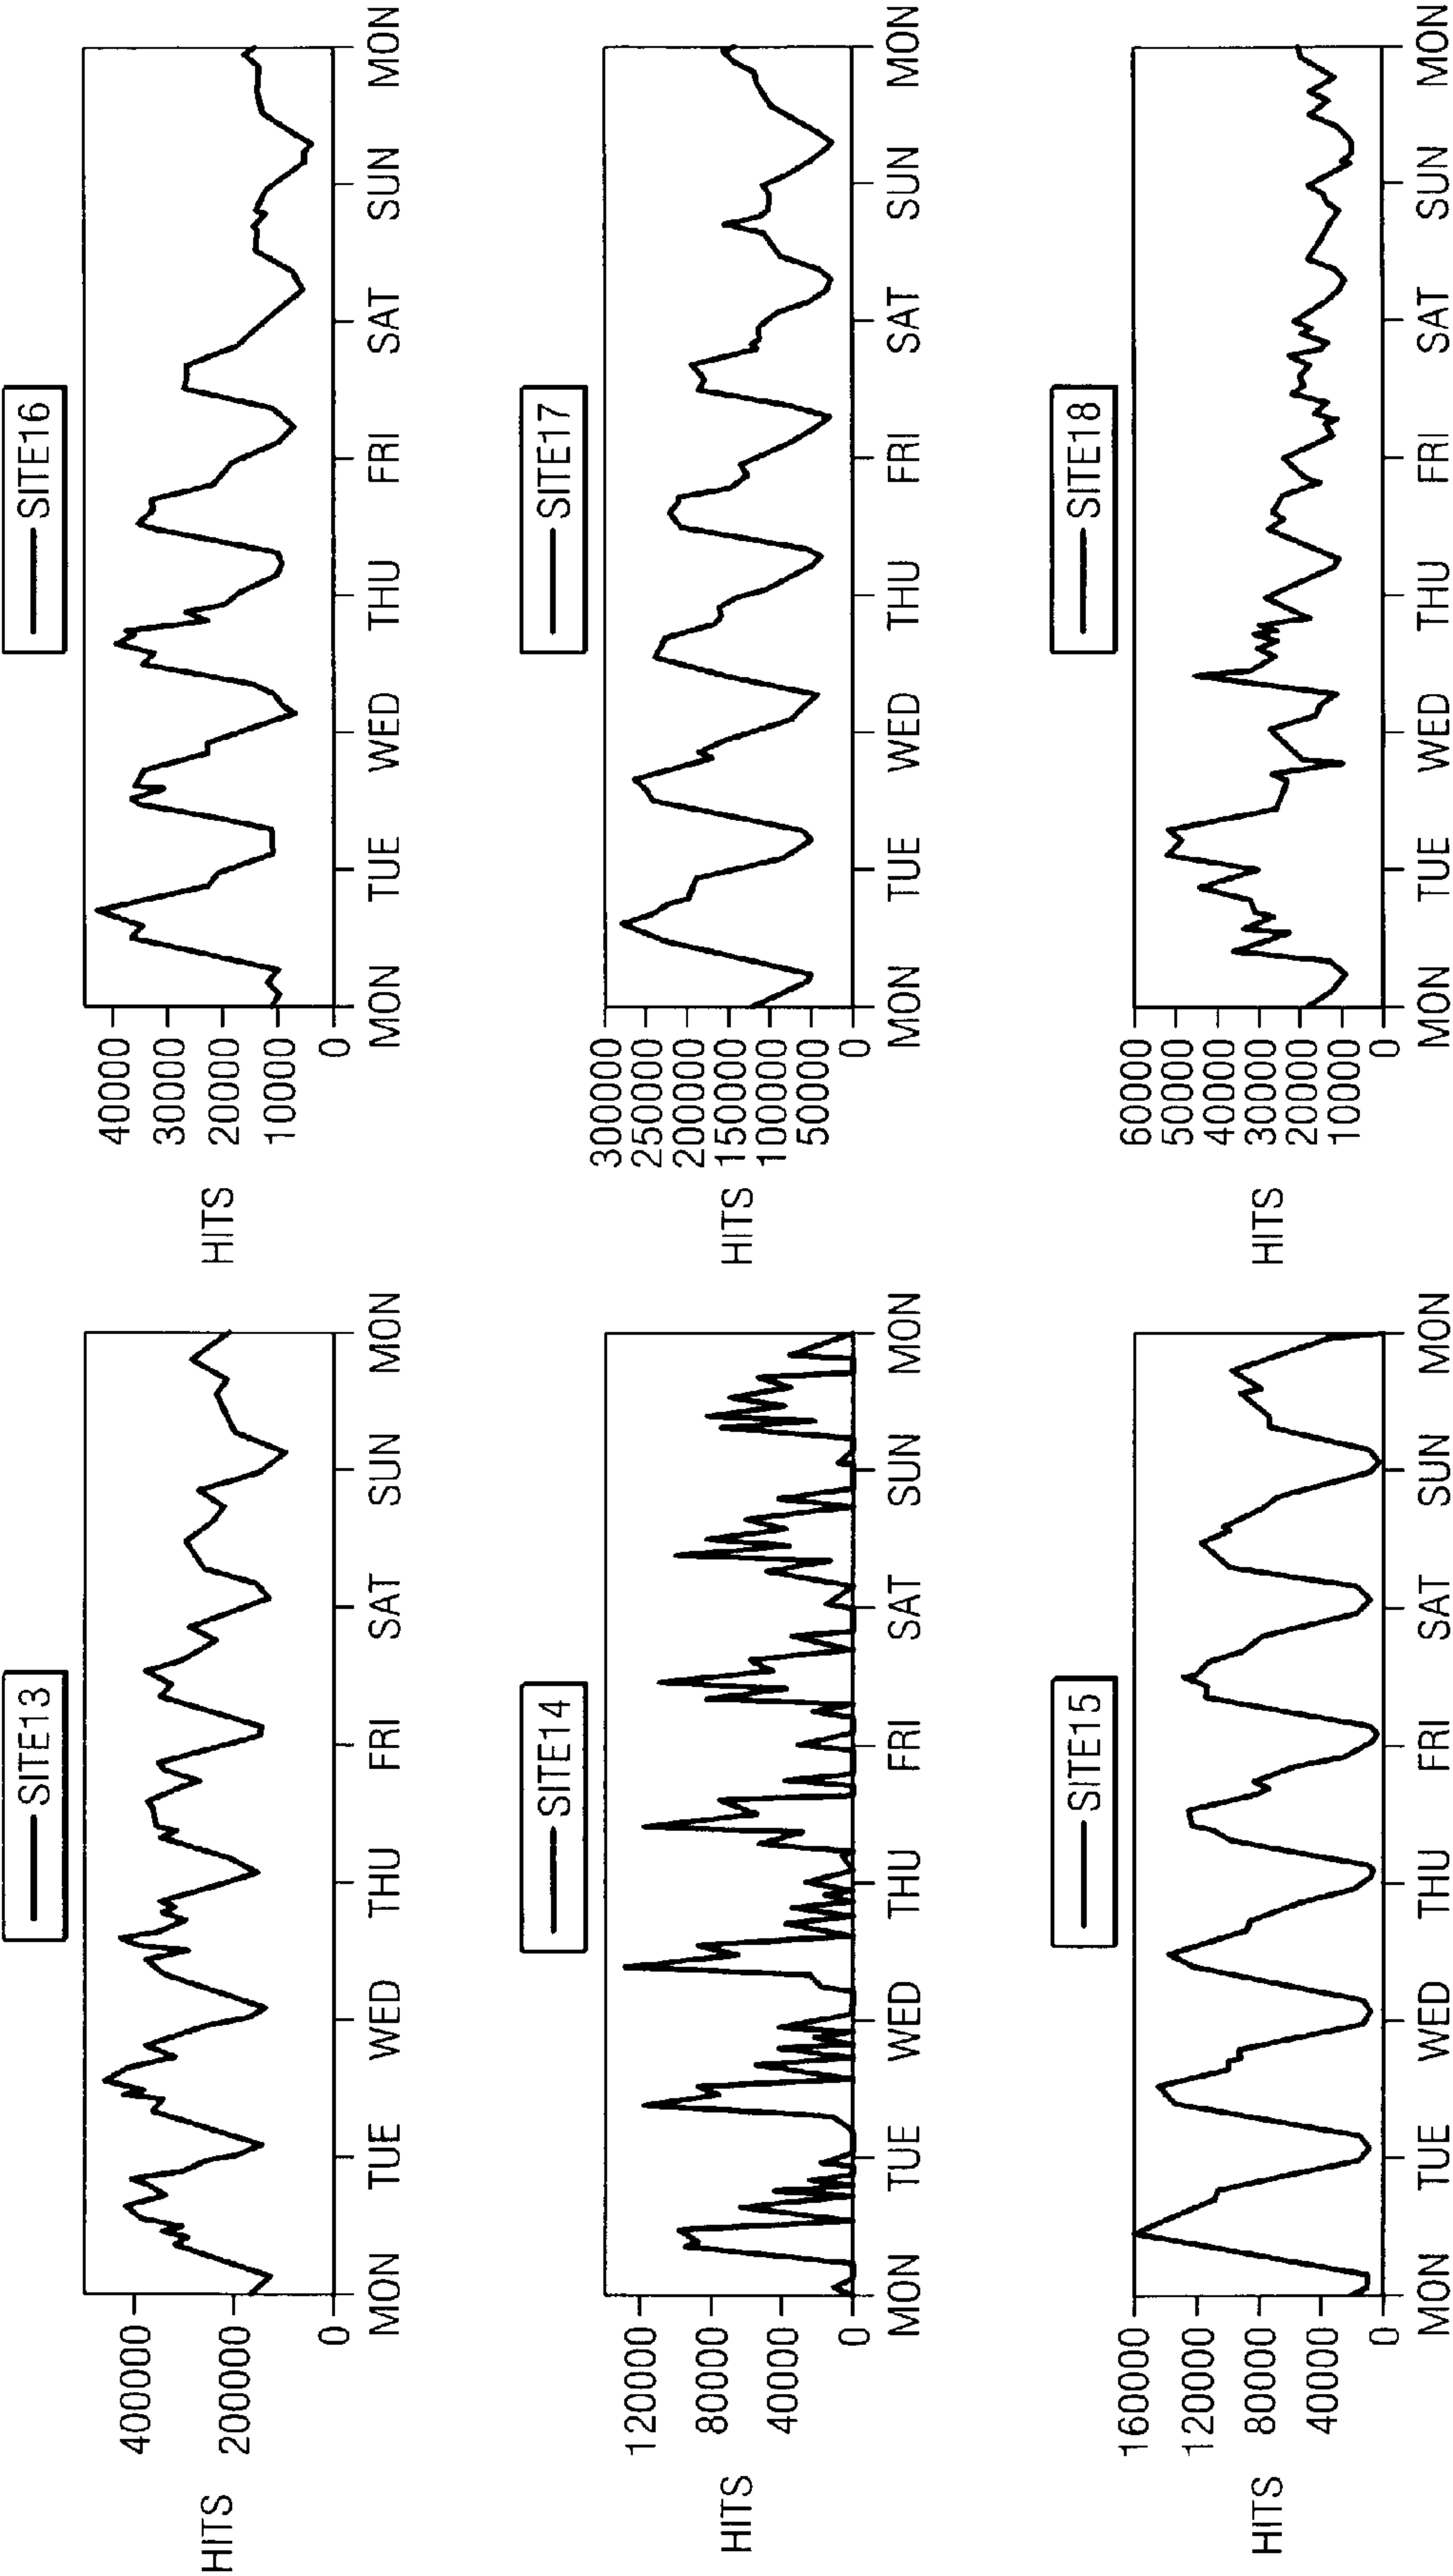 SITE13
HITS
400000
200000
0
MON TUE WED THU FRI SAT SUN MON
SITE14
HITS
120000
80000
40000
0
MON TUE WED THU FRI SAT SUN MON
SITE15
HITS
160000
120000
80000
40000
0
MON TUE WED THU FRI SAT SUN MON
SITE16
HITS
40000
30000
20000
10000
0
MON TUE WED THU FRI SAT SUN MON
SITE17
HITS
300000
250000
200000
150000
100000
50000
0
MON TUE WED THU FRI SAT SUN MON
SITE18
HITS
60000
50000
40000
30000
20000
10000
0
MON TUE WED THU FRI SAT SUN MON